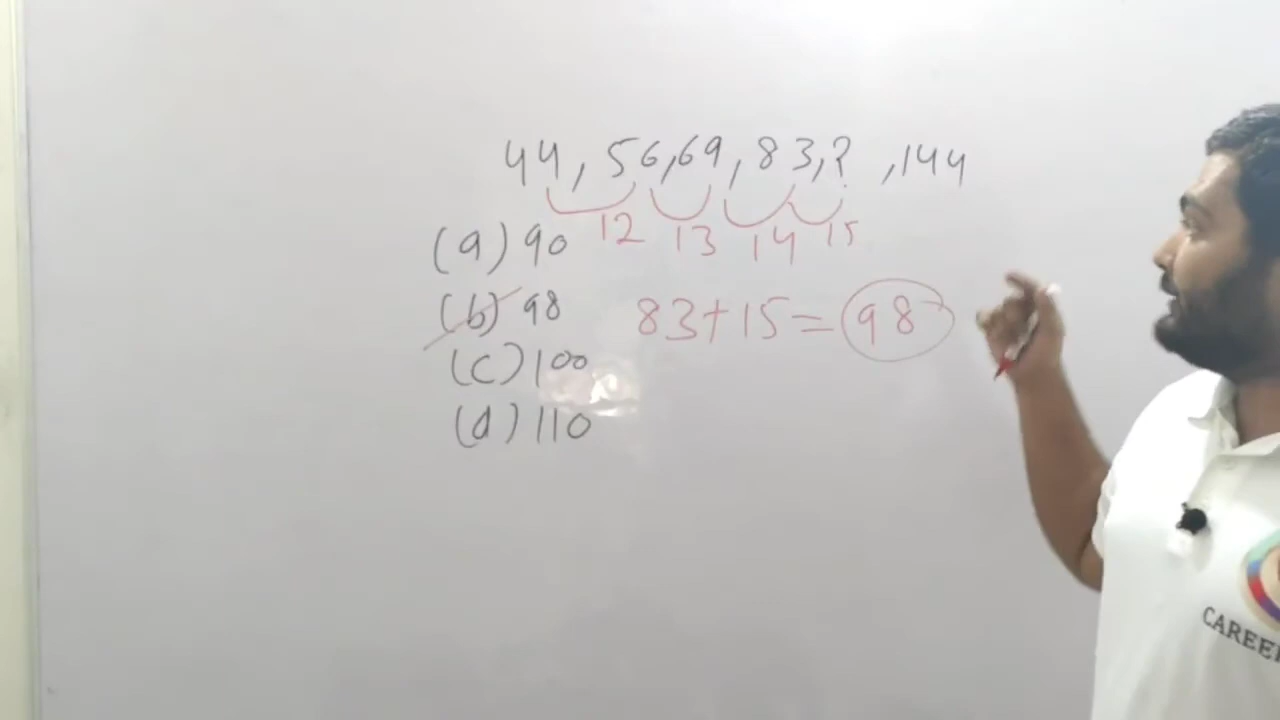 44, 56, 69, 83, ?, 144
12 13 14 15
(a) 90
(b) 98
83+15=98
(c) 100
(d) 110
CAREE